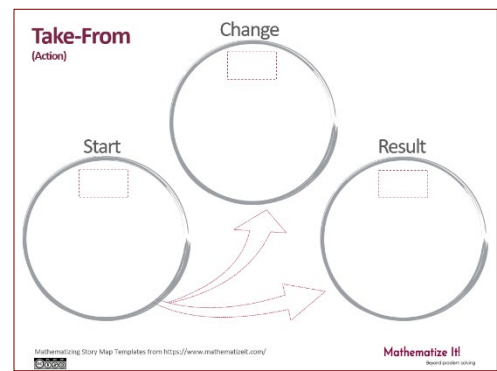 Take-From
(Action)
Change
Start
Result
Mathematizing Story Map Templates from https://www.mathematizeit.com/
Mathematize It!
Beyond problem solving